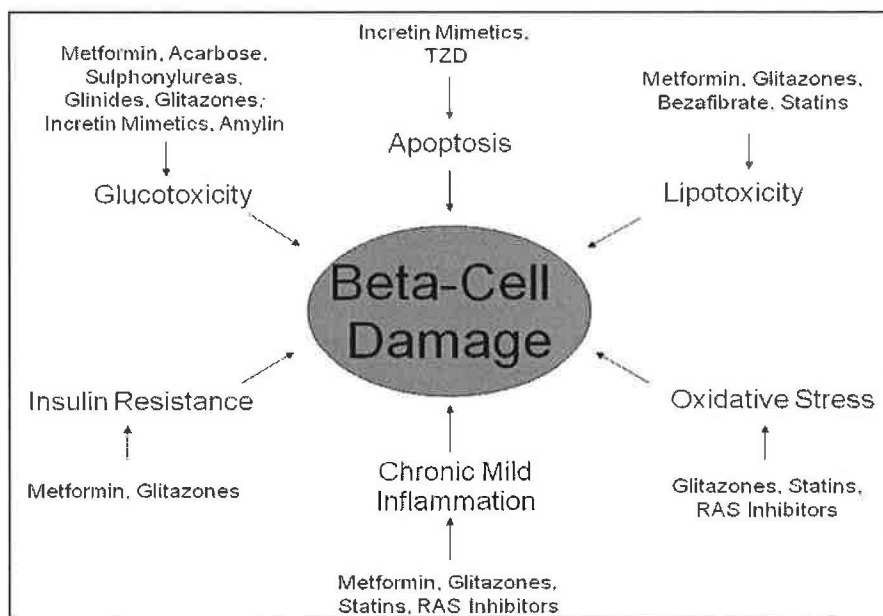 Metformin, Acarbose,
Sulphonylureas,
Glinides, Glitazones,
Incretin Mimetics, Amylin
Glucotoxicity
Incretin Mimetics,
TZD
Apoptosis
Metformin, Glitazones,
Bezafibrate, Statins
Lipotoxicity
Beta-Cell
Damage
Insulin Resistance
Metformin, Glitazones
Chronic Mild
Inflammation
Metformin, Glitazones,
Statins, RAS Inhibitors
Oxidative Stress
Glitazones, Statins,
RAS Inhibitors